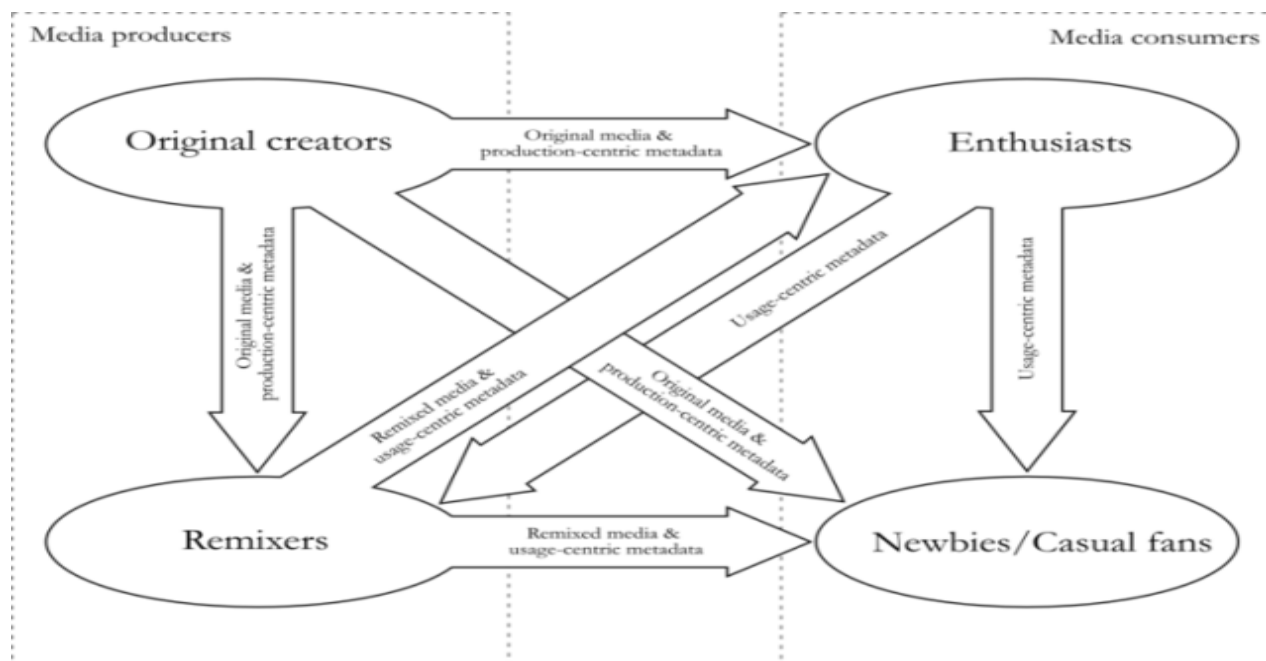 Media producers
Media consumers
Original creators
Original media &
production-centric metadata
Enthusiasts
Original media &
production-centric metadata
Usage-centric metadata
Usage-centric metadata
Remixed media &
usage-centric metadata
Original media &
production-centric metadata
Remixers
Remixed media &
usage-centric metadata
Newbies/Casual fans